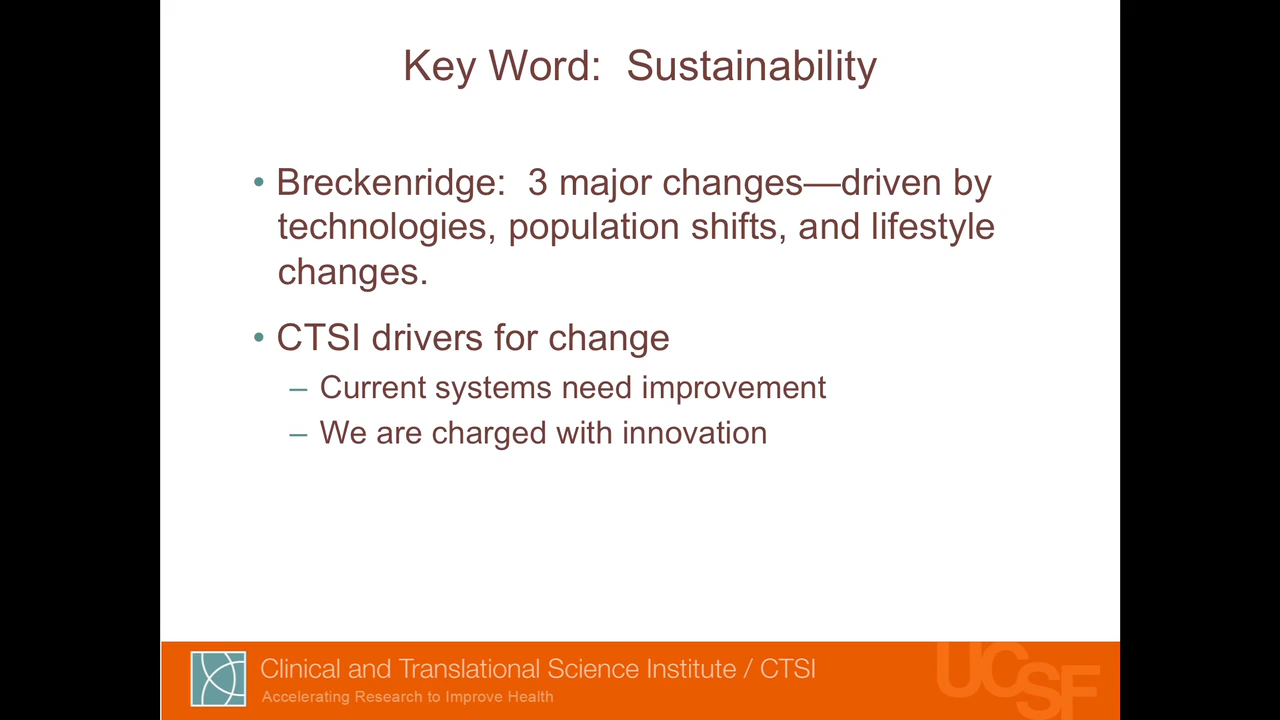 Key Word:  Sustainability
• Breckenridge:  3 major changes—driven by
technologies, population shifts, and lifestyle
changes.
• CTSI drivers for change
– Current systems need improvement
– We are charged with innovation
Clinical and Translational Science Institute / CTSI
Accelerating Research to Improve Health
UCSF